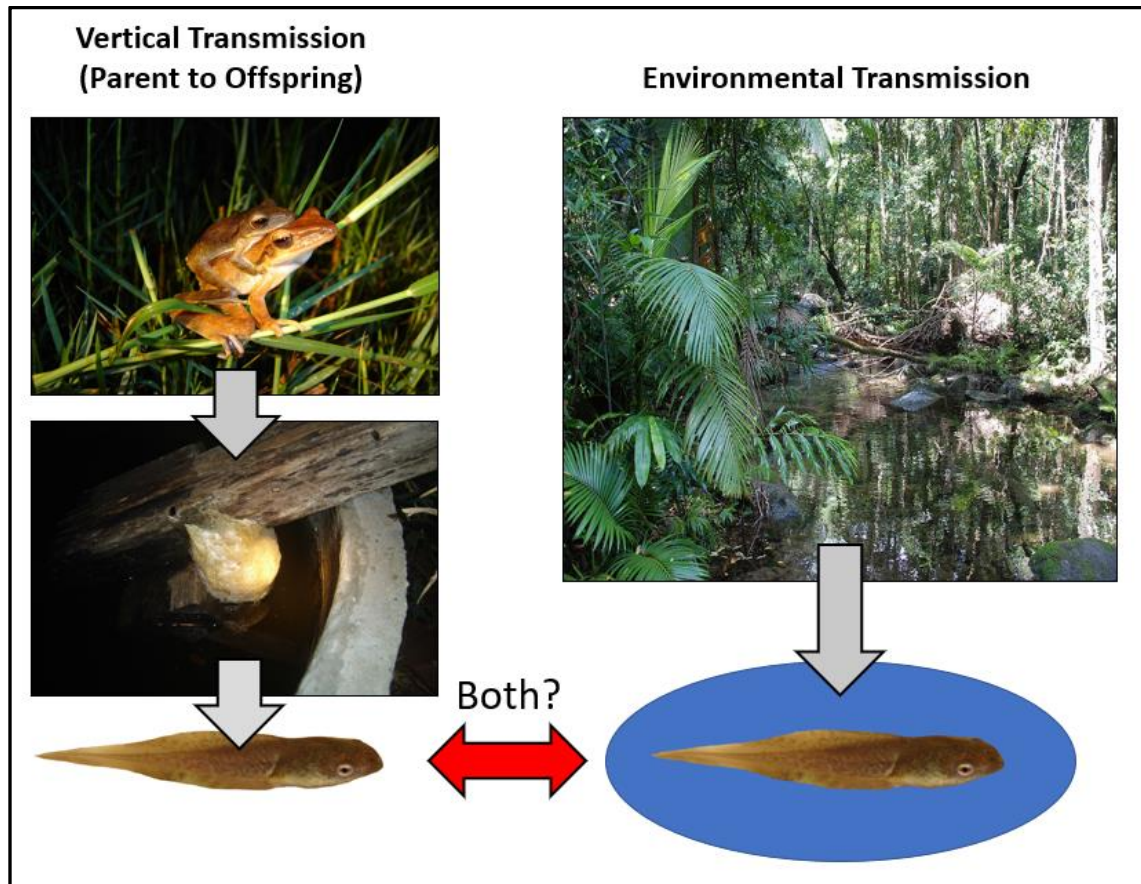 Vertical Transmission
(Parent to Offspring)
Environmental Transmission
Both?